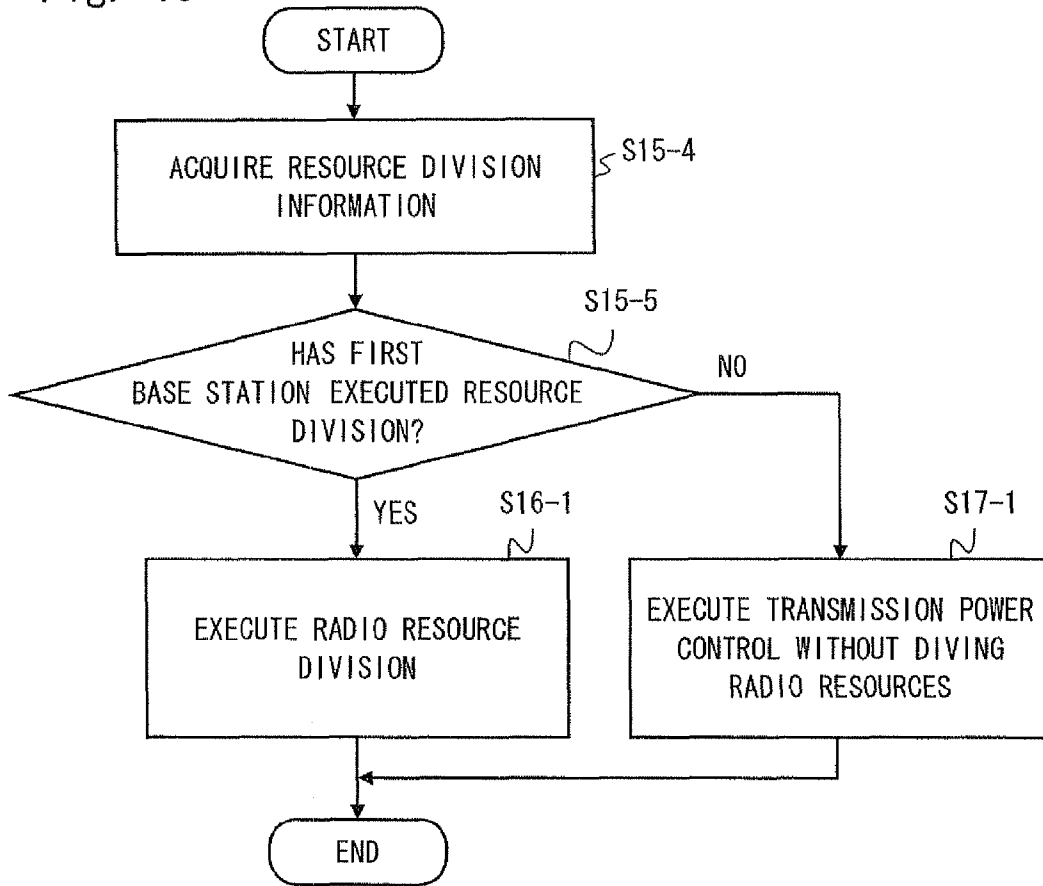 START
ACQUIRE RESOURCE DIVISION
INFORMATION
S15-4
S15-5
HAS FIRST
BASE STATION EXECUTED RESOURCE
DIVISION?
NO
YES
S16-1
S17-1
EXECUTE RADIO RESOURCE
DIVISION
EXECUTE TRANSMISSION POWER
CONTROL WITHOUT DIVING
RADIO RESOURCES
END